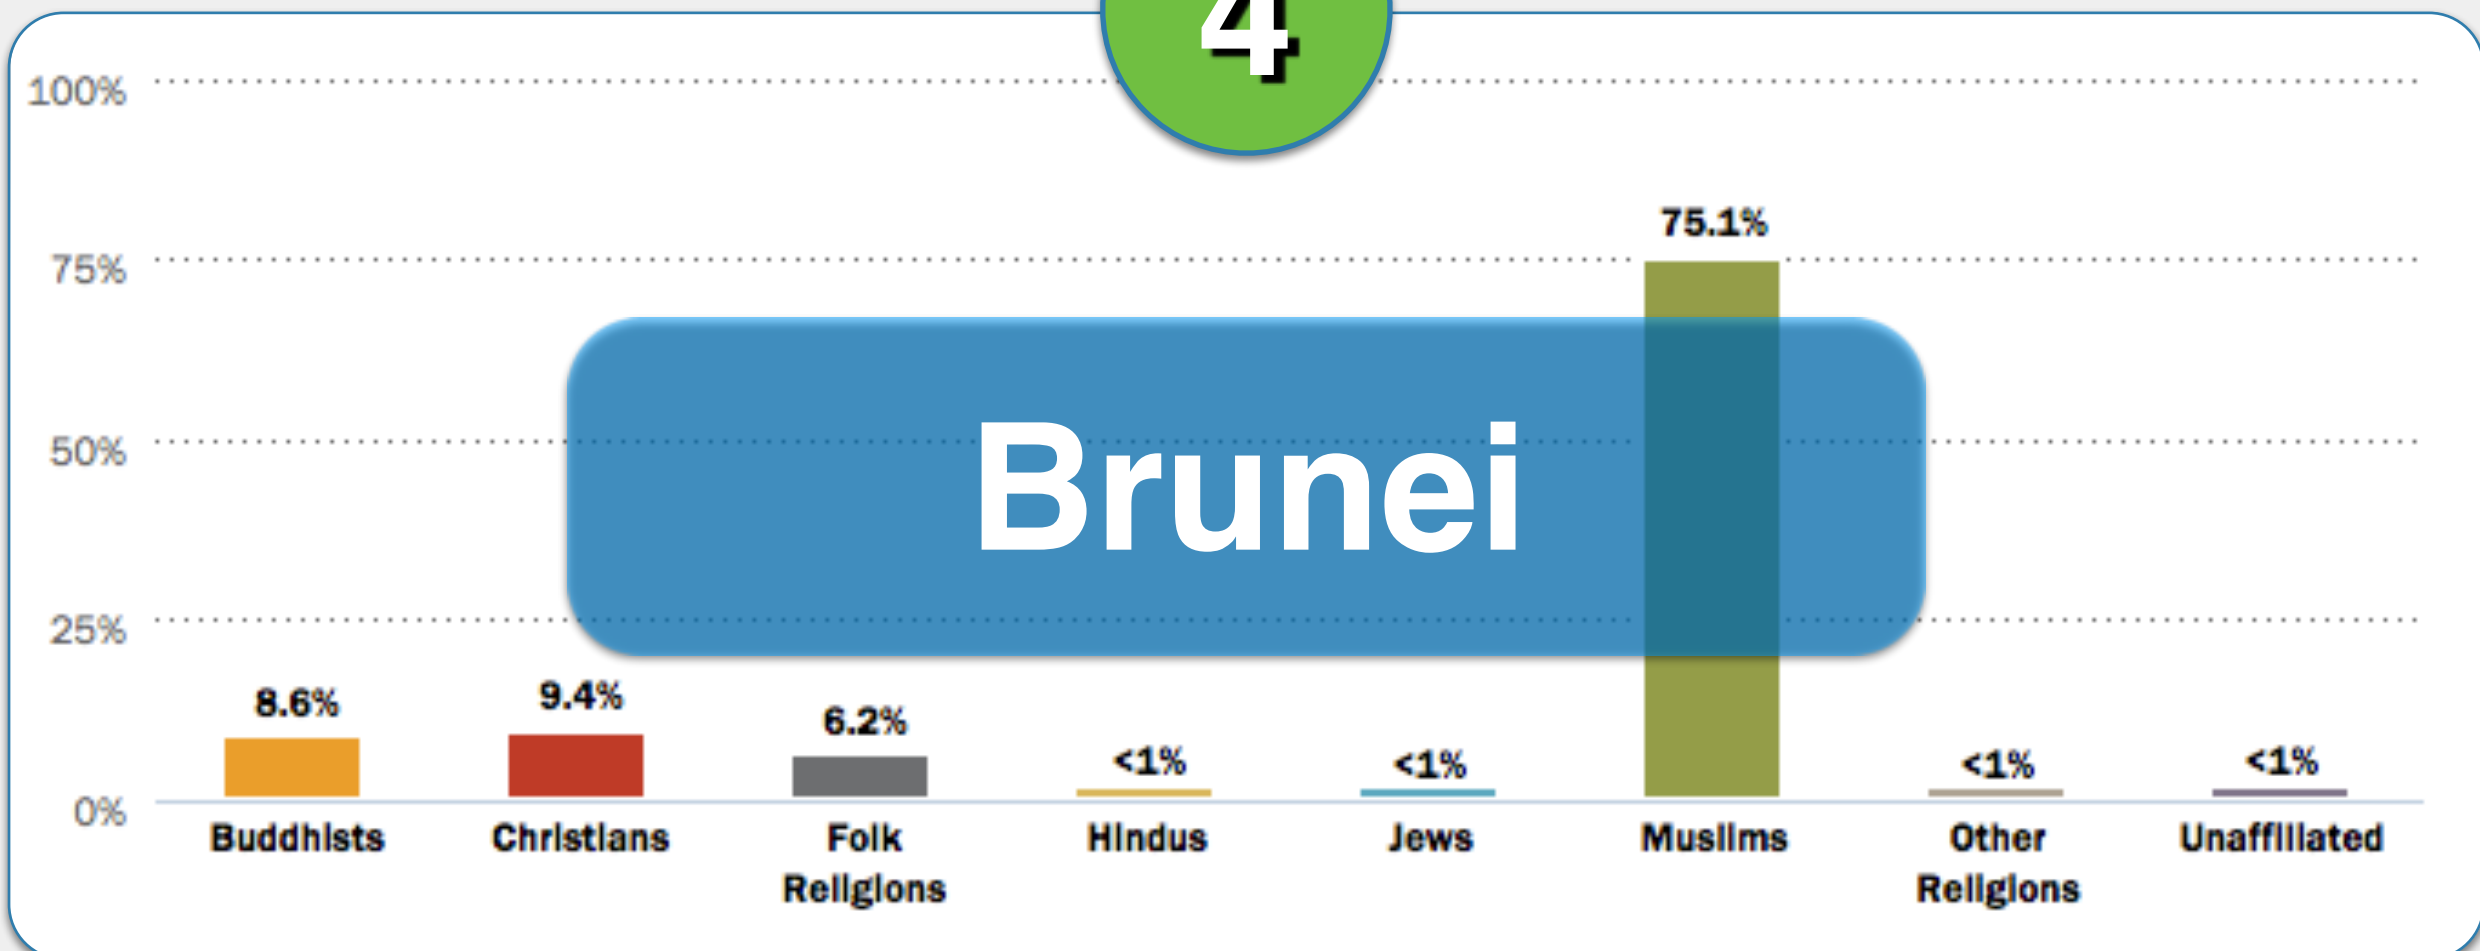 4
100%
75.1%
75%
Brunei
50%
25%
8.6% 9.4% 6.2% <1% <1% <1% <1%
0%
Buddhists Christians Folk Religions Hindus Jews Muslims Other Religions Unaffiliated